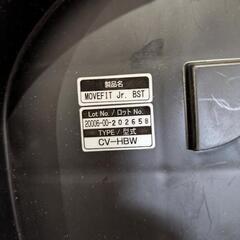 製品名
MOVEFIT Jr. BST
Lot No. / ロット No.
20006-00-202658
TYPE / 型式
CV-HBW